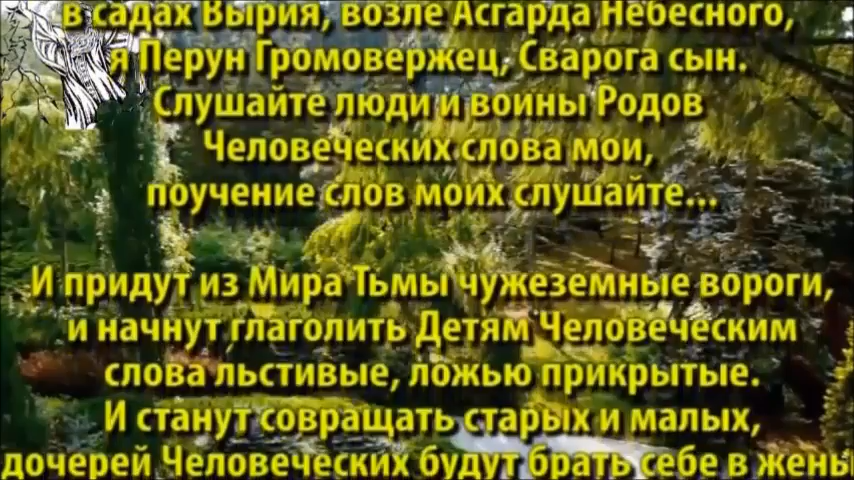 в садах Вырия, возле Асгарда Небесного,
я Перун Громовержец, Сварога сын.
Слушайте люди и воины Родов
Человеческих слова мои,
поучение слов моих слушайте...
И придут из Мира Тьмы чужеземные вороги,
и начнут глаголить Детям Человеческим
слова льстивые, ложью прикрытые.
И станут совращать старых и малых,
дочерей Человеческих будут брать себе в жены